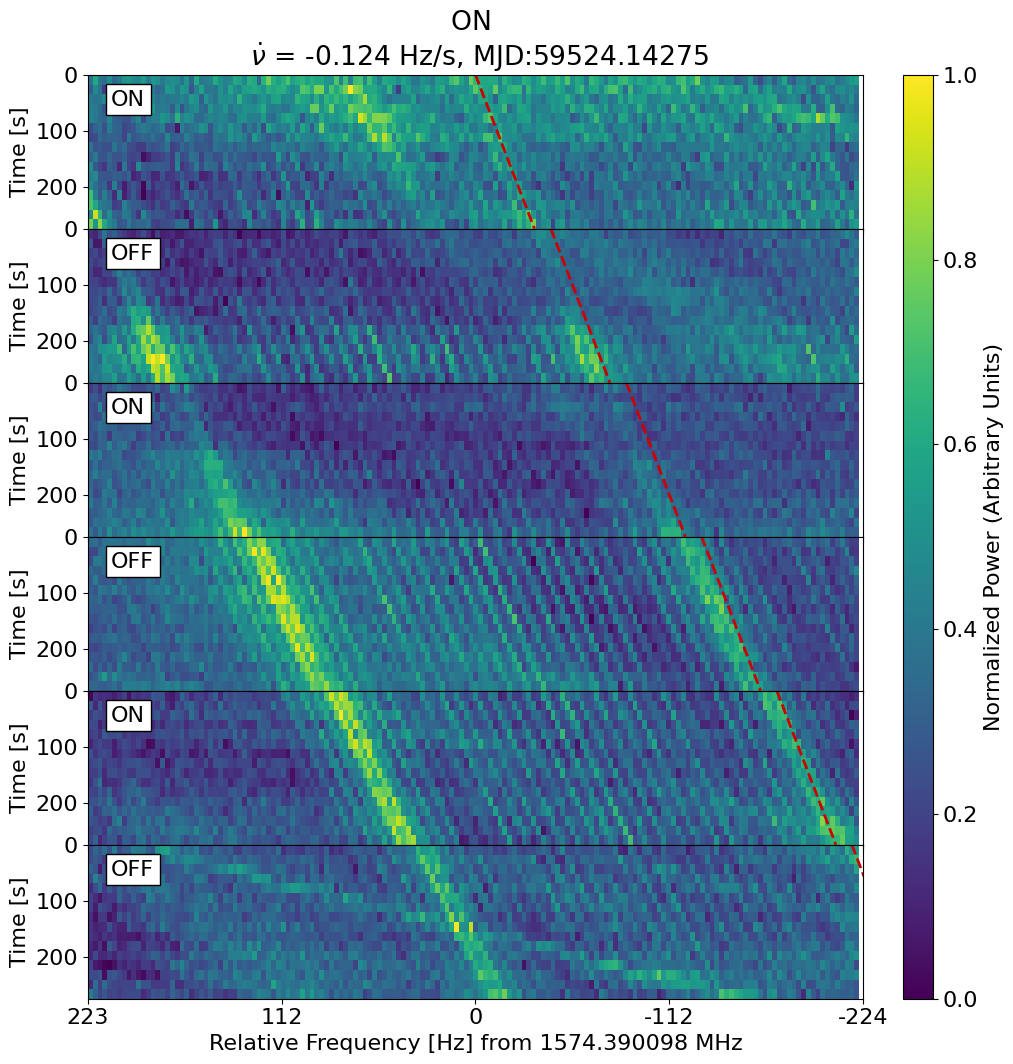 ON
ν̇ = -0.124 Hz/s, MJD:59524.14275
ON
OFF
ON
OFF
ON
OFF
Time [s]
Time [s]
Time [s]
Time [s]
Time [s]
Time [s]
0
100
200
0
100
200
0
100
200
0
100
200
0
100
200
0
100
200
223 112 0 -112 -224
Relative Frequency [Hz] from 1574.390098 MHz
1.0
0.8
0.6
0.4
0.2
0.0
Normalized Power (Arbitrary Units)